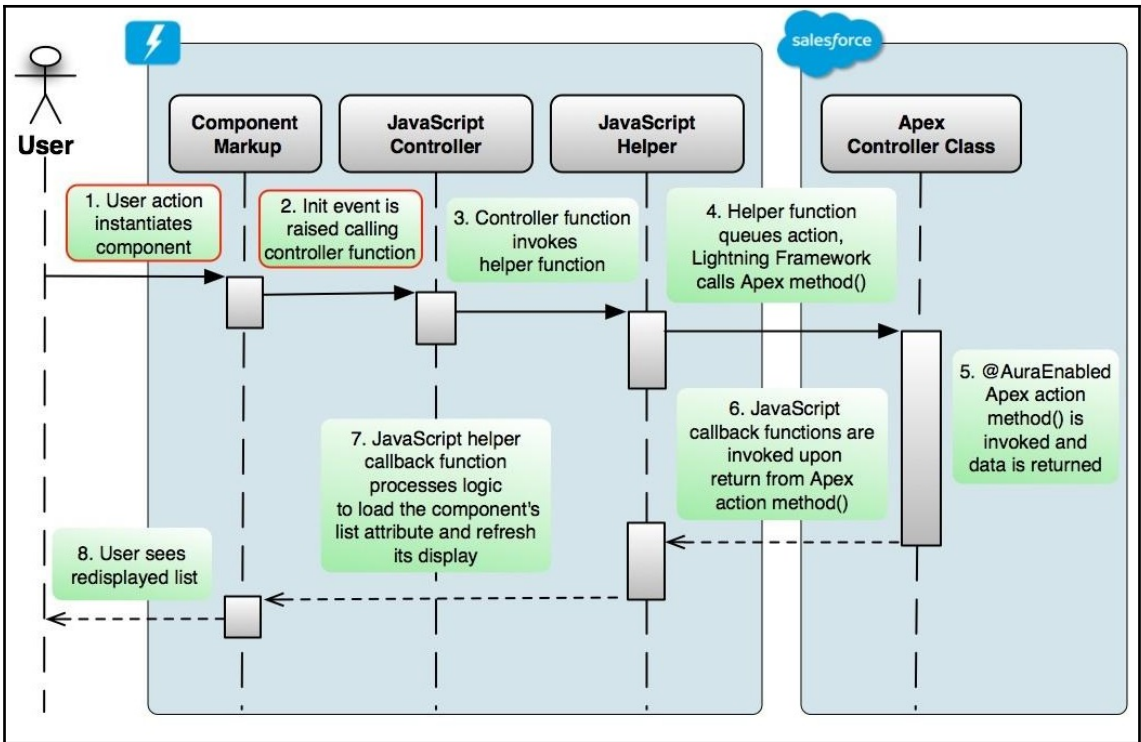 salesforce
User
Component
Markup
JavaScript
Controller
JavaScript
Helper
Apex
Controller Class
1. User action
instantiates
component
2. Init event is
raised calling
controller function
3. Controller function
invokes
helper function
4. Helper function
queues action,
Lightning Framework
calls Apex method()
5. @AuraEnabled
Apex action
method() is
invoked and
data is returned
6. JavaScript
callback functions are
invoked upon
return from Apex
action method()
7. JavaScript helper
callback function
processes logic
to load the component's
list attribute and refresh
its display
8. User sees
redisplayed list